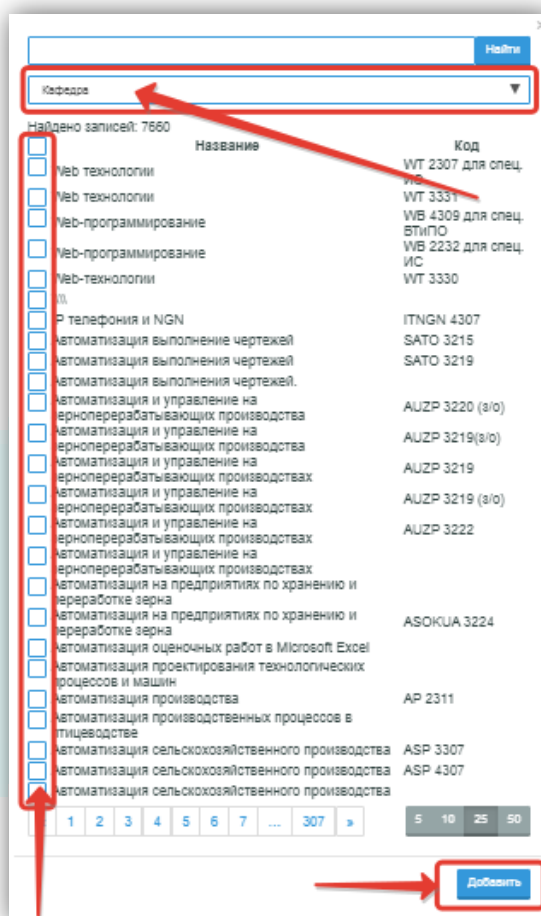 Найти
Кафедра
Найдено записей: 7660
Название Код
Web технологии WT 2307 для спец.
ИС
Web технологии WT 3331
Web-программирование WB 4309 для спец.
ВТиПО
Web-программирование WB 2232 для спец.
ИС
Web-технологии WT 3330
IP телефония и NGN ITNGN 4307
Автоматизация выполнение чертежей SATO 3215
Автоматизация выполнения чертежей SATO 3219
Автоматизация выполнения чертежей.
Автоматизация и управление на
зерноперерабатывающих производства AUZP 3220 (з/о)
Автоматизация и управление на
зерноперерабатывающих производства AUZP 3219(з/о)
Автоматизация и управление на
зерноперерабатывающих производствах AUZP 3219
Автоматизация и управление на
зерноперерабатывающих производствах AUZP 3219 (з/о)
Автоматизация и управление на
зерноперерабатывающих производствах AUZP 3222
Автоматизация и управление на
зерноперерабатывающих производствах
Автоматизация на предприятиях по хранению и
переработке зерна
Автоматизация на предприятиях по хранению и
переработке зерна ASOKUA 3224
Автоматизация оценочных работ в Microsoft Excel
Автоматизация проектирования технологических
процессов и машин
Автоматизация производства AP 2311
Автоматизация производственных процессов в
птицеводстве
Автоматизация сельскохозяйственного производства ASP 3307
Автоматизация сельскохозяйственного производства ASP 4307
Автоматизация сельскохозяйственного производства
1 2 3 4 5 6 7 ... 307 » 5 10 25 50
Добавить